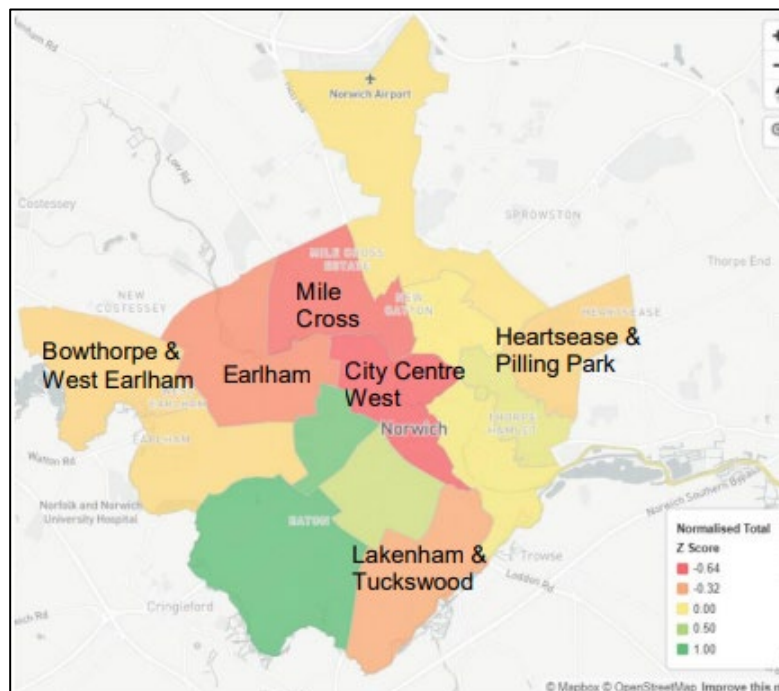 Low Rd
Norwich Airport
Costessey
SPROWSTON
Thorpe End
MILE CROSS
ESTATE
NEW
COSTESSEY
NEW
CATTON
HEARTSEASE
Mile
Cross
Heartsease &
Pilling Park
Bowthorpe &
West Earlham
Earlham
City Centre
West
EARLHAM
EARLHAM
THORPE
HAMLET
Norwich
Watton Rd
Norfolk and Norwich
University Hospital
EATON
Norwich Southern Bypass
Lakenham &
Tuckswood
Trowse
Loddon Rd
Cringleford
Normalised Total
Z Score
-0.64
-0.32
0.00
0.50
1.00
© Mapbox © OpenStreetMap Improve this m